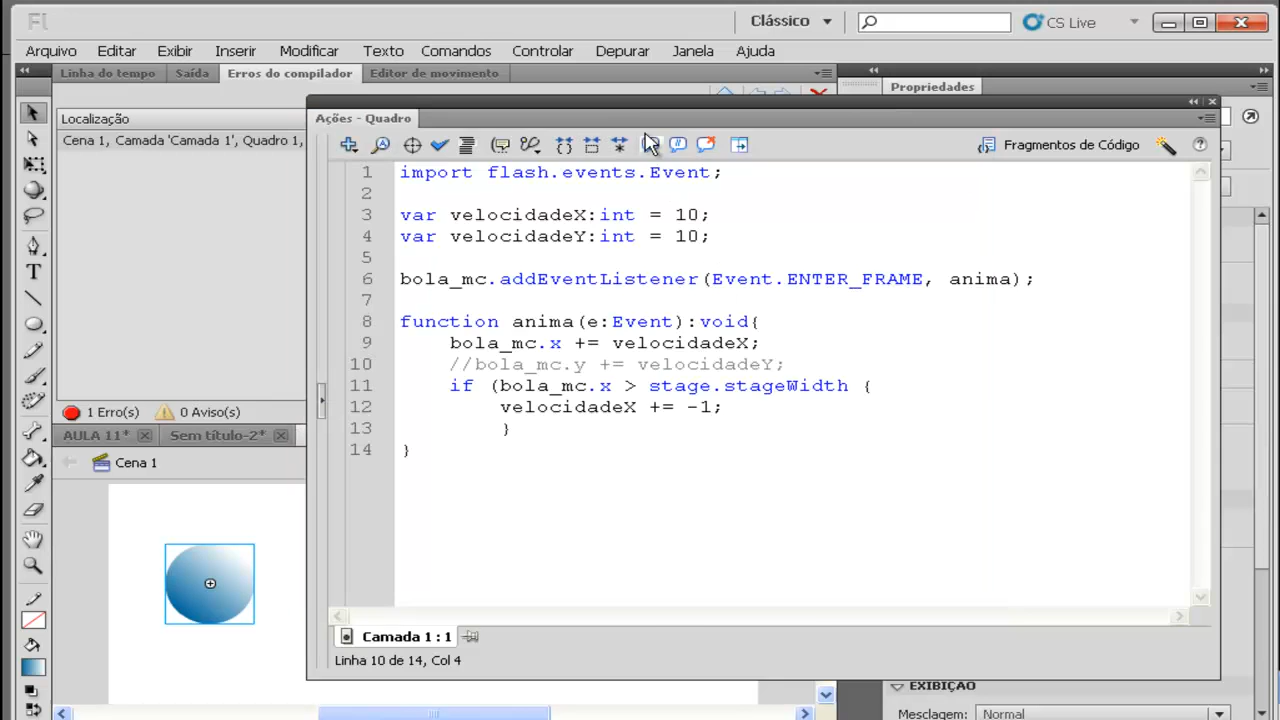 Fl
Clássico
CS Live
Arquivo Editar Exibir Inserir Modificar Texto Comandos Controlar Depurar Janela Ajuda
Linha do tempo Saída Erros do compilador Editor de movimento
Propriedades
Localização
Cena 1, Camada 'Camada 1', Quadro 1,
Ações - Quadro
Fragmentos de Código
1 import flash.events.Event;
2
3 var velocidadeX:int = 10;
4 var velocidadeY:int = 10;
5
6 bola_mc.addEventListener(Event.ENTER_FRAME, anima);
7
8 function anima(e:Event):void{
9 bola_mc.x += velocidadeX;
10 //bola_mc.y += velocidadeY;
11 if (bola_mc.x > stage.stageWidth {
12 velocidadeX += -1;
13 }
14 }
1 Erro(s) 0 Aviso(s)
AULA 11* Sem título-2*
Cena 1
Camada 1 : 1
Linha 10 de 14, Col 4
EXIBIÇÃO
Mesclagem: Normal